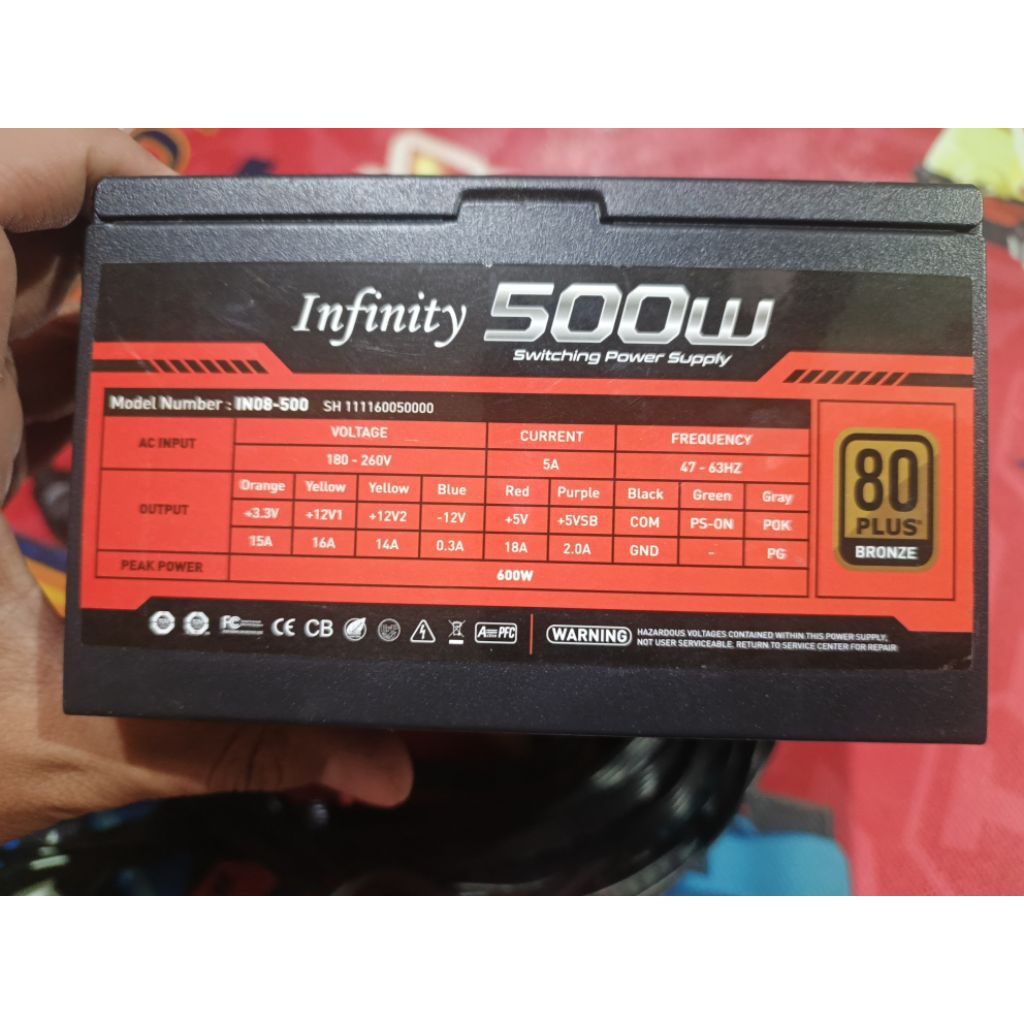 Infinity 500W
Switching Power Supply
Model Number : IN08-500 SH 111160050000
AC INPUT VOLTAGE CURRENT FREQUENCY
180 - 260V 5A 47 - 63HZ
OUTPUT Orange Yellow Yellow Blue Red Purple Black Green Gray
+3.3V +12V1 +12V2 -12V +5V +5VSB COM PS-ON POK
15A 16A 14A 0.3A 18A 2.0A GND - PG
PEAK POWER 600W
80
PLUS
BRONZE
FC CE CB A PFC WARNING HAZARDOUS VOLTAGES CONTAINED WITHIN THIS POWER SUPPLY,
NOT USER SERVICEABLE, RETURN TO SERVICE CENTER FOR REPAIR